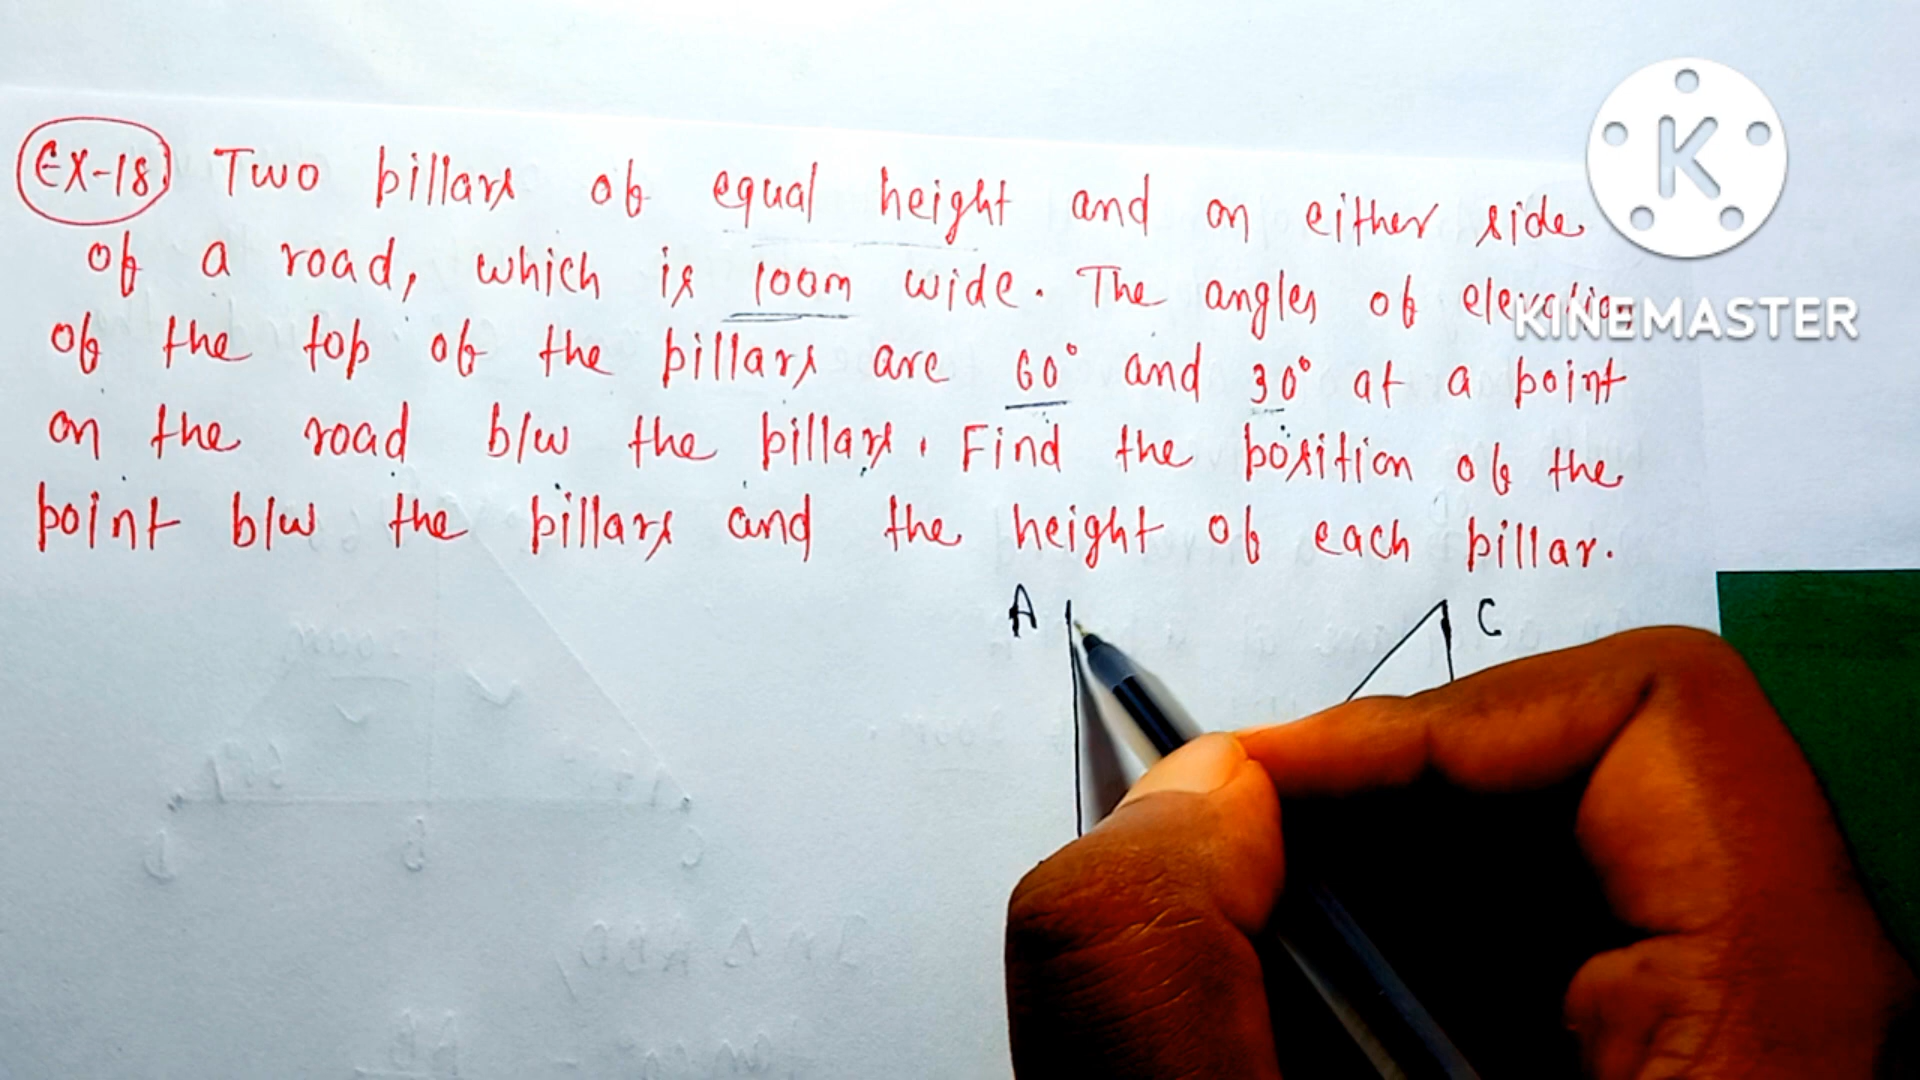 Ex-18. Two pillars of equal height and on either side
of a road, which is 100m wide. The angles of elevation
of the top of the pillars are 60° and 30° at a point
on the road b/w the pillars. Find the position of the
point b/w the pillars and the height of each pillar.
A C
K
KINEMASTER